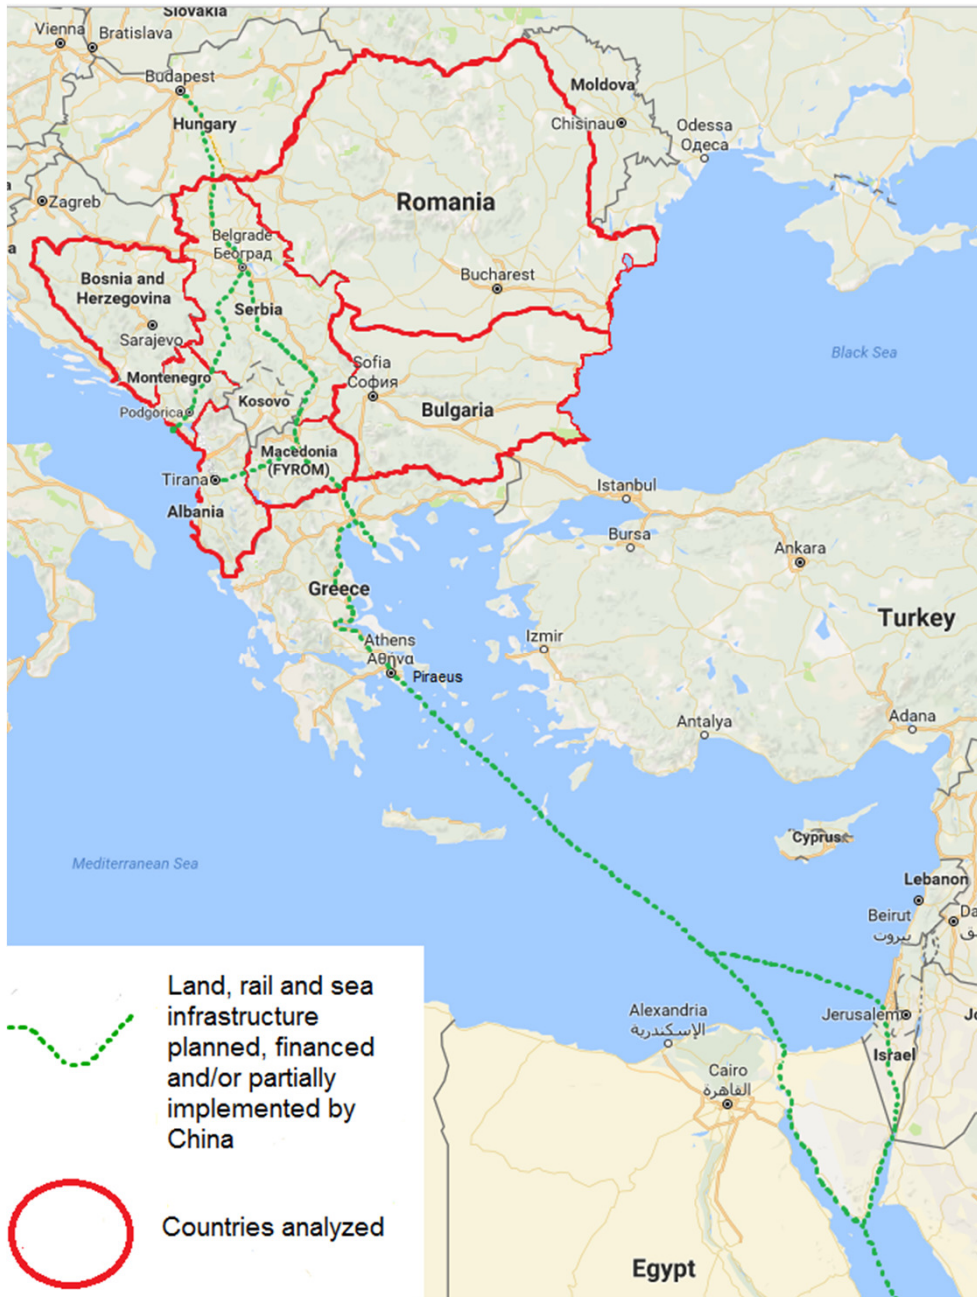 Slovakia
Vienna
Bratislava
Budapest
Hungary
Moldova
Chisinau
Odessa
Одеса
Zagreb
Romania
Belgrade
Београд
Bucharest
Bosnia and
Herzegovina
Serbia
Sarajevo
Black Sea
Sofia
София
Montenegro
Kosovo
Podgorica
Bulgaria
Macedonia
(FYROM)
Tirana
Albania
Istanbul
Bursa
Ankara
Greece
Turkey
Izmir
Athens
Αθήνα
Piraeus
Antalya
Adana
Cyprus
Mediterranean Sea
Lebanon
Beirut
بيروت
Alexandria
الإسكندرية
Jerusalem
Israel
Cairo
القاهرة
Egypt
Land, rail and sea
infrastructure
planned, financed
and/or partially
implemented by
China
Countries analyzed